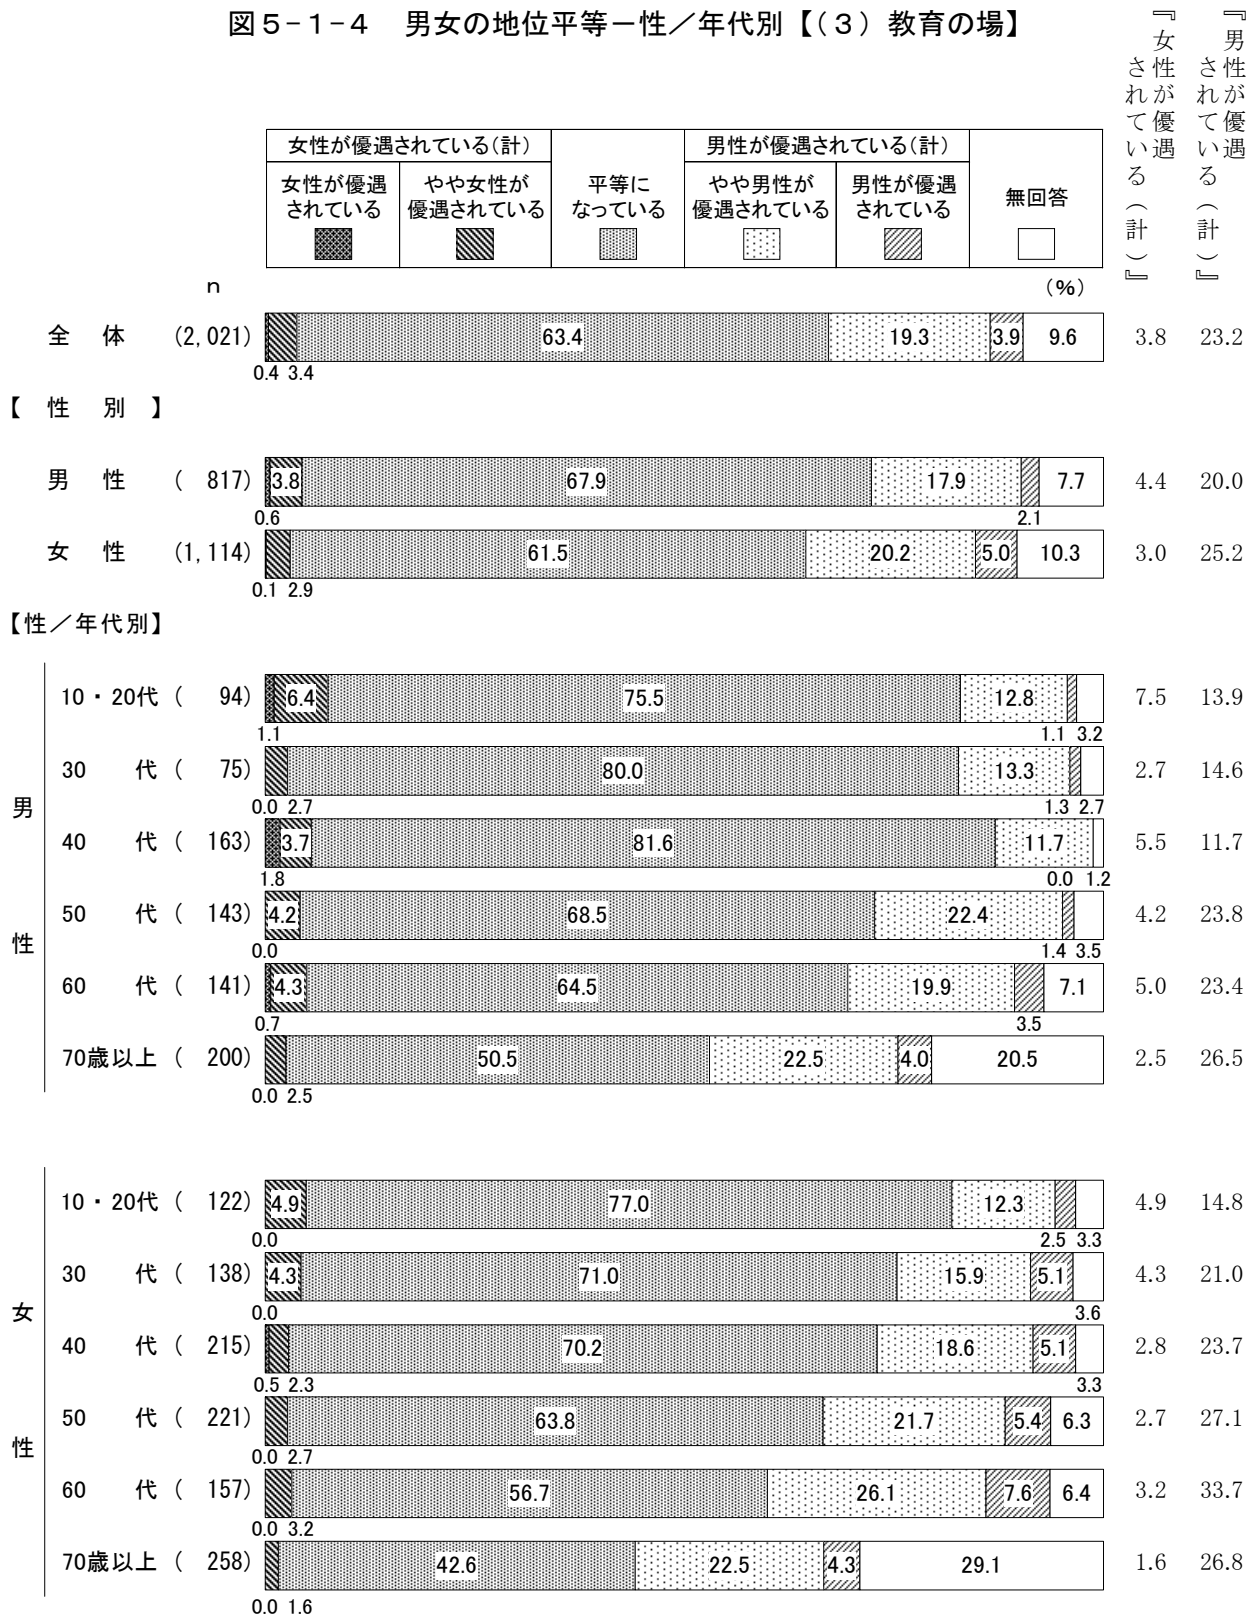 図5-1-4 男女の地位平等ー性／年代別【(3) 教育の場】
『女性が優遇されている（計）』
『男性が優遇されている（計）』
女性が優遇されている(計)
男性が優遇されている(計)
女性が優遇
されている
やや女性が
優遇されている
平等に
なっている
やや男性が
優遇されている
男性が優遇
されている
無回答
n
(%)
全 体 (2,021) 63.4 19.3 3.9 9.6 3.8 23.2
0.4 3.4
【 性 別 】
男 性 ( 817) 3.8 67.9 17.9 7.7 4.4 20.0
0.6 2.1
女 性 (1,114) 61.5 20.2 5.0 10.3 3.0 25.2
0.1 2.9
【性／年代別】
男性
10・20代 ( 94) 6.4 75.5 12.8 7.5 13.9
1.1 1.1 3.2
30 代 ( 75) 80.0 13.3 2.7 14.6
0.0 2.7 1.3 2.7
40 代 ( 163) 3.7 81.6 11.7 5.5 11.7
1.8 0.0 1.2
50 代 ( 143) 4.2 68.5 22.4 4.2 23.8
0.0 1.4 3.5
60 代 ( 141) 4.3 64.5 19.9 7.1 5.0 23.4
0.7 3.5
70歳以上 ( 200) 50.5 22.5 4.0 20.5 2.5 26.5
0.0 2.5
女性
10・20代 ( 122) 4.9 77.0 12.3 4.9 14.8
0.0 2.5 3.3
30 代 ( 138) 4.3 71.0 15.9 5.1 4.3 21.0
0.0 3.6
40 代 ( 215) 70.2 18.6 5.1 2.8 23.7
0.5 2.3 3.3
50 代 ( 221) 63.8 21.7 5.4 6.3 2.7 27.1
0.0 2.7
60 代 ( 157) 56.7 26.1 7.6 6.4 3.2 33.7
0.0 3.2
70歳以上 ( 258) 42.6 22.5 4.3 29.1 1.6 26.8
0.0 1.6